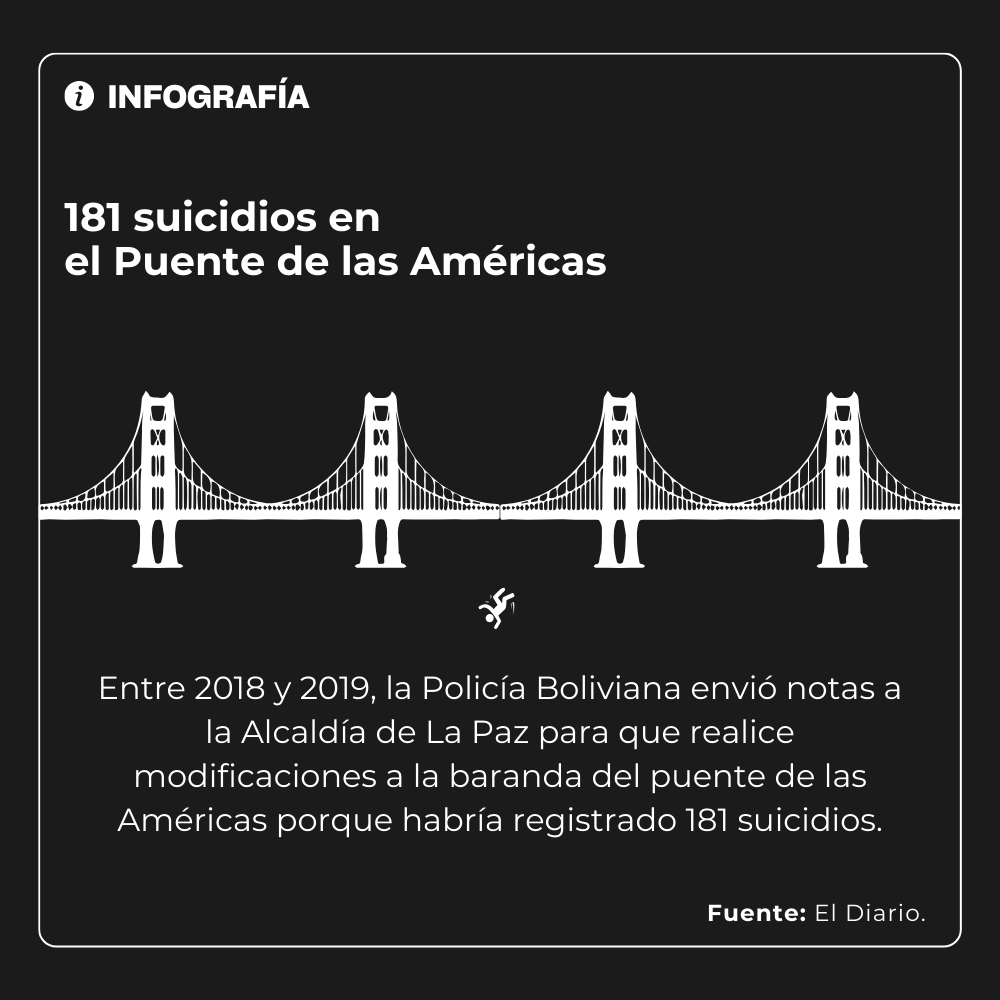 i INFOGRAFÍA
181 suicidios en
el Puente de las Américas
Entre 2018 y 2019, la Policía Boliviana envió notas a
la Alcaldía de La Paz para que realice
modificaciones a la baranda del puente de las
Américas porque habría registrado 181 suicidios.
Fuente: El Diario.